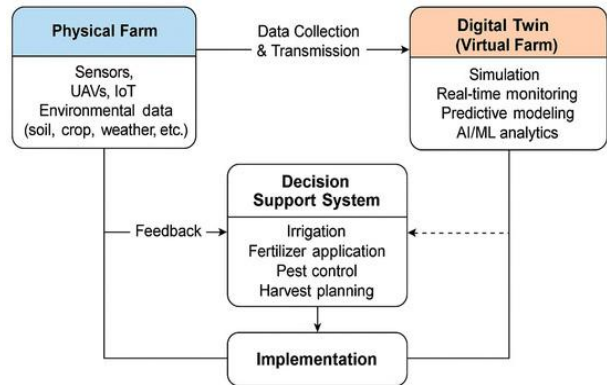 Physical Farm
Sensors,
UAVs, IoT
Environmental data
(soil, crop, weather, etc.)
Data Collection
& Transmission
Digital Twin
(Virtual Farm)
Simulation
Real-time monitoring
Predictive modeling
AI/ML analytics
Feedback
Decision
Support System
Irrigation
Fertilizer application
Pest control
Harvest planning
Implementation